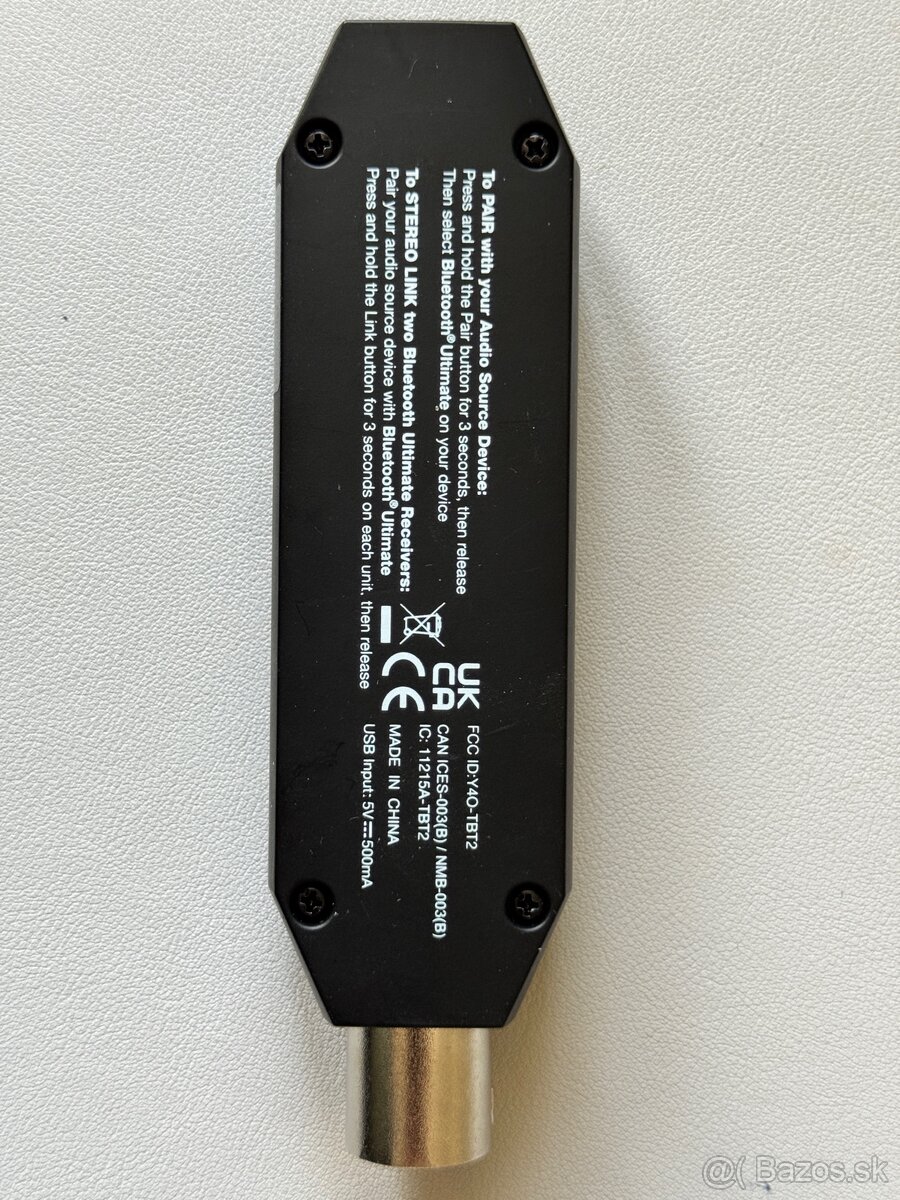 To PAIR with your Audio Source Device:
Press and hold the Pair button for 3 seconds, then release
Then select Bluetooth® Ultimate on your device
To STEREO LINK two Bluetooth Ultimate Receivers:
Pair your audio source device with Bluetooth® Ultimate
Press and hold the Link button for 3 seconds on each unit, then release
UK
CA
CE
FCC ID:Y4O-TBT2
CAN ICES-003(B) / NMB-003(B)
IC: 11215A-TBT2
MADE IN CHINA
USB Input: 5V⎓500mA
@( Bazos.sk